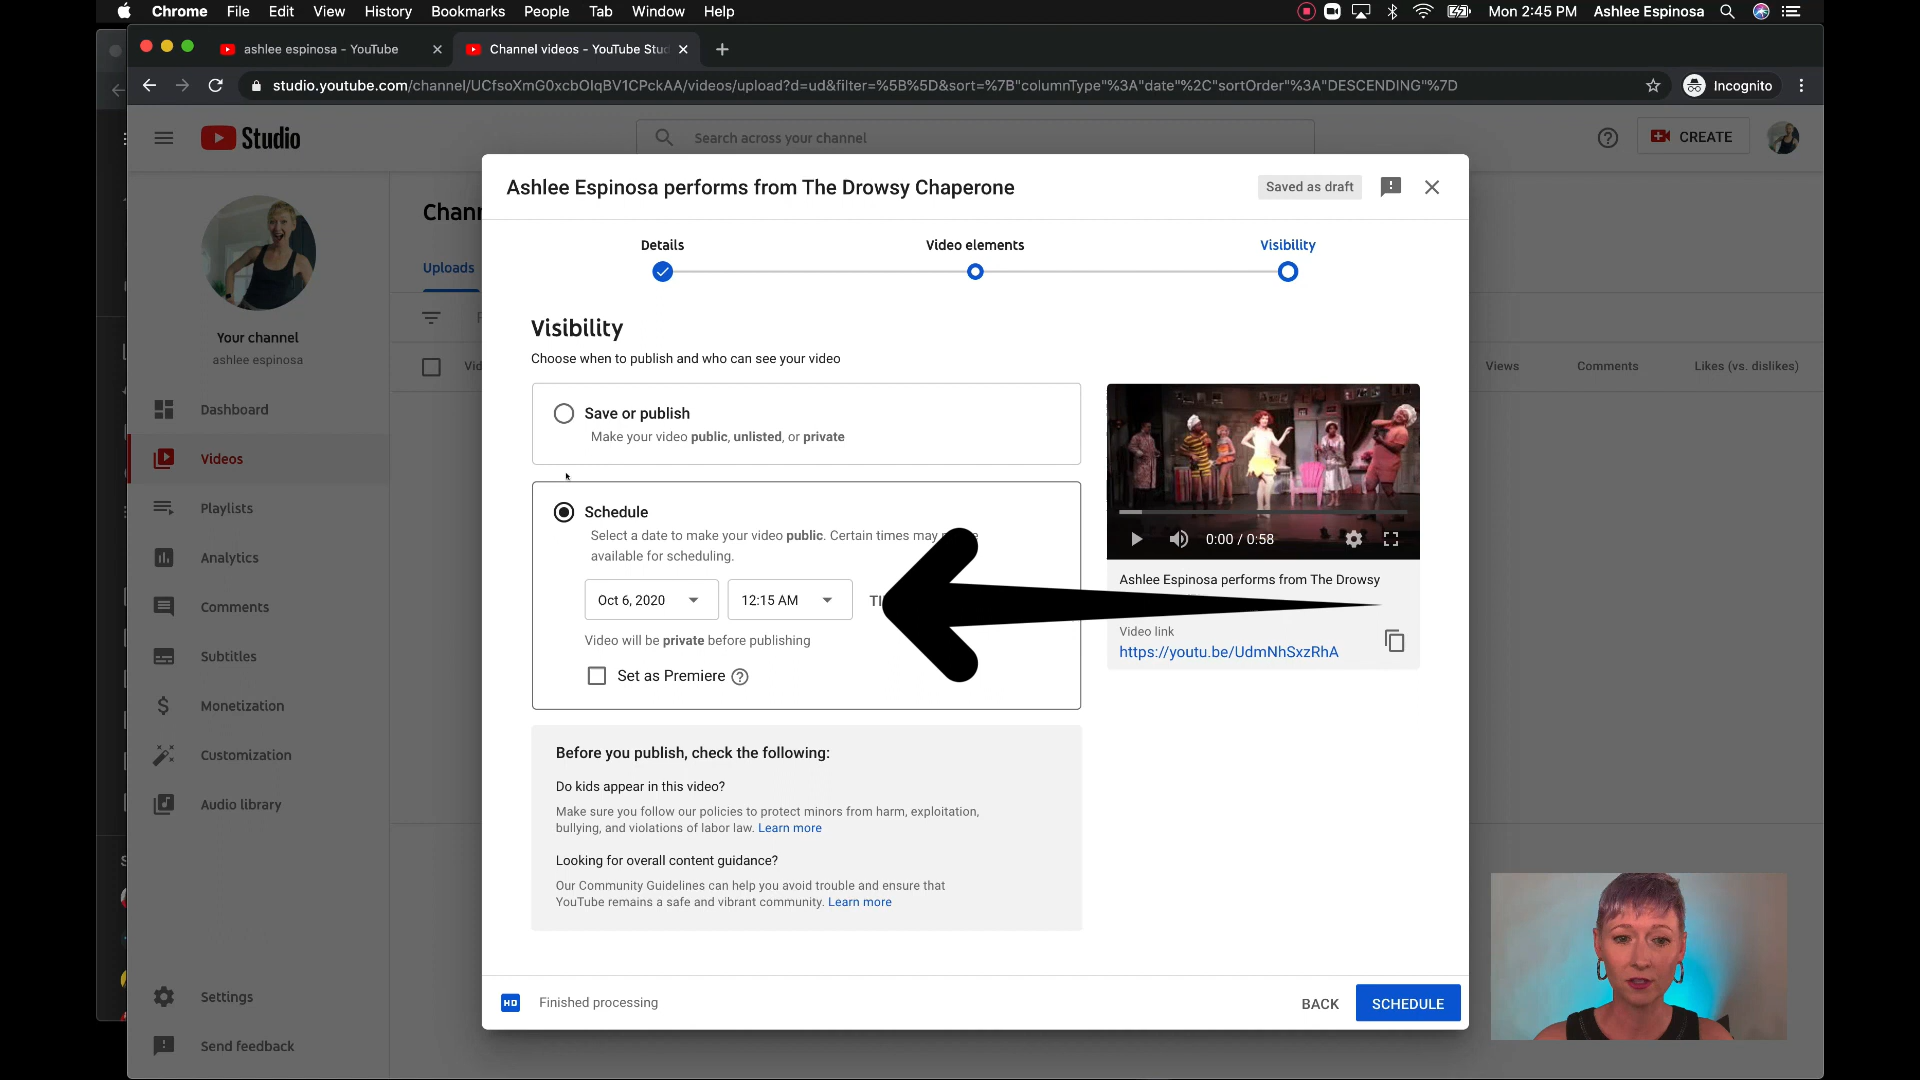 Chrome File Edit View History Bookmarks People Tab Window Help Mon 2:45 PM Ashlee Espinosa
ashlee espinosa - YouTube
Channel videos - YouTube Stud
studio.youtube.com/channel/UCfsoXmG0xcbOlqBV1CPckAA/videos/upload?d=ud&filter=%5B%5D&sort=%7B"columnType"%3A"date"%2C"sortOrder"%3A"DESCENDING"%7D
Incognito
Studio
Search across your channel
CREATE
Ashlee Espinosa performs from The Drowsy Chaperone
Saved as draft
Details Video elements Visibility
Chann
Uploads
Your channel
ashlee espinosa
Vid
Views Comments Likes (vs. dislikes)
Dashboard
Videos
Playlists
Analytics
Comments
Subtitles
Monetization
Customization
Audio library
Settings
Send feedback
Visibility
Choose when to publish and who can see your video
Save or publish
Make your video public, unlisted, or private
Schedule
Select a date to make your video public. Certain times may
available for scheduling.
Oct 6, 2020 12:15 AM
Video will be private before publishing
Set as Premiere
Before you publish, check the following:
Do kids appear in this video?
Make sure you follow our policies to protect minors from harm, exploitation,
bullying, and violations of labor law. Learn more
Looking for overall content guidance?
Our Community Guidelines can help you avoid trouble and ensure that
YouTube remains a safe and vibrant community. Learn more
0:00 / 0:58
Ashlee Espinosa performs from The Drowsy
Video link
https://youtu.be/UdmNhSxzRhA
HD
Finished processing
BACK
SCHEDULE